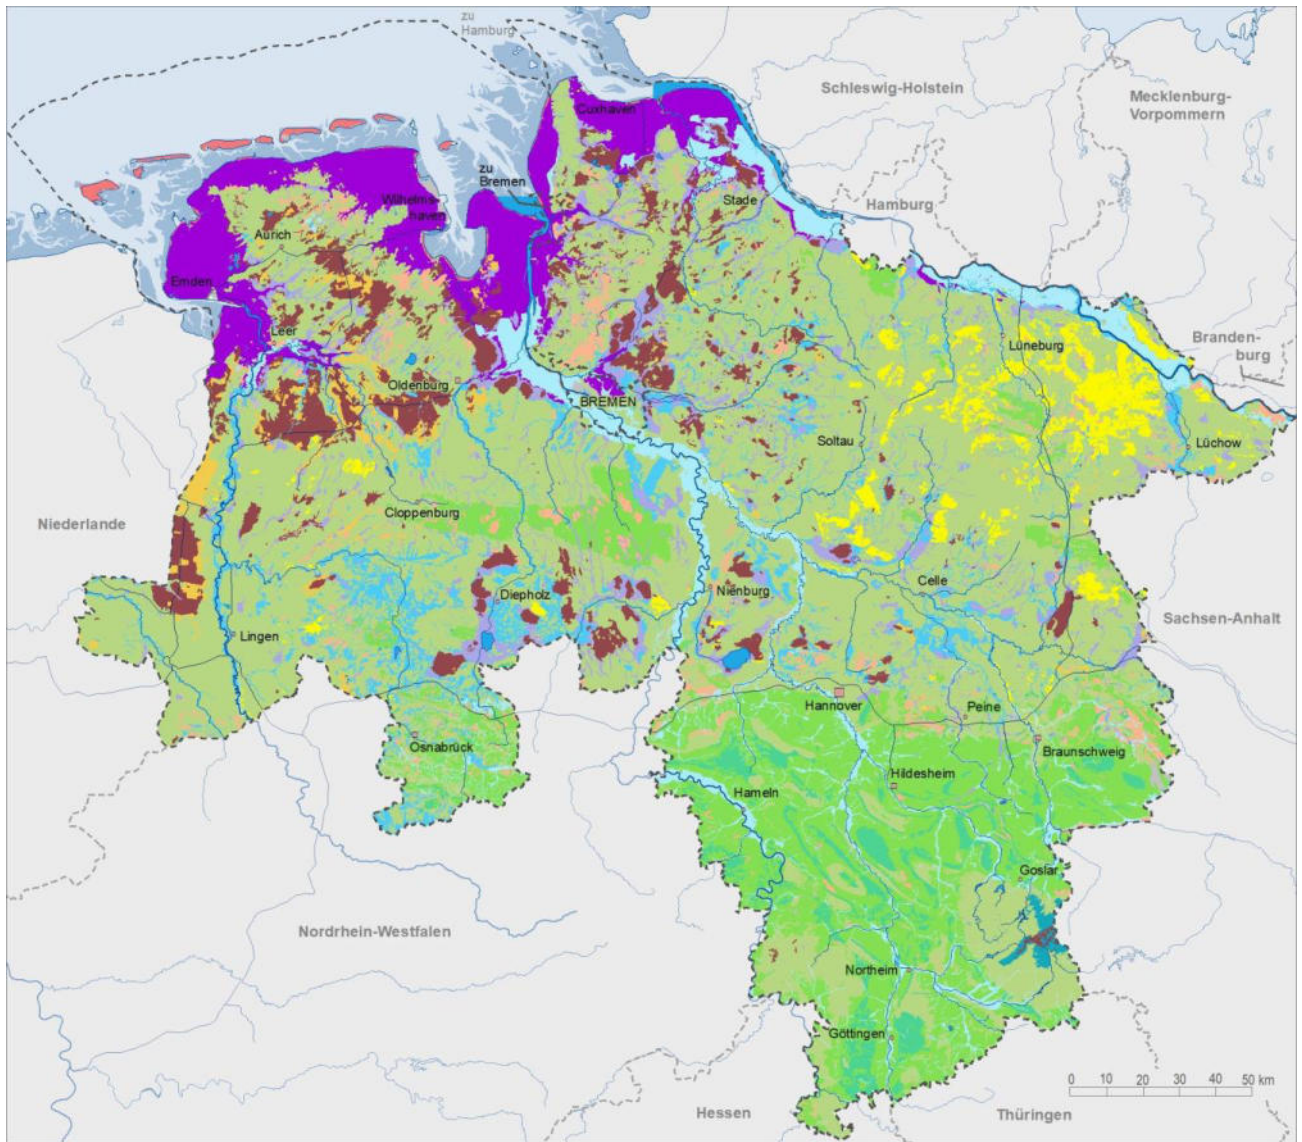 zu
Hamburg
Schleswig-Holstein
Mecklenburg-
Vorpommern
Cuxhaven
zu
Bremen
Wilhelms-
haven
Stade
Hamburg
Aurich
Emden
Leer
Lüneburg
Branden-
burg
Oldenburg
BREMEN
Soltau
Lüchow
Niederlande
Cloppenburg
Celle
Diepholz
Nienburg
Sachsen-Anhalt
Lingen
Hannover
Peine
Osnabrück
Braunschweig
Hildesheim
Hameln
Goslar
Nordrhein-Westfalen
Northeim
Göttingen
0 10 20 30 40 50 km
Hessen
Thüringen